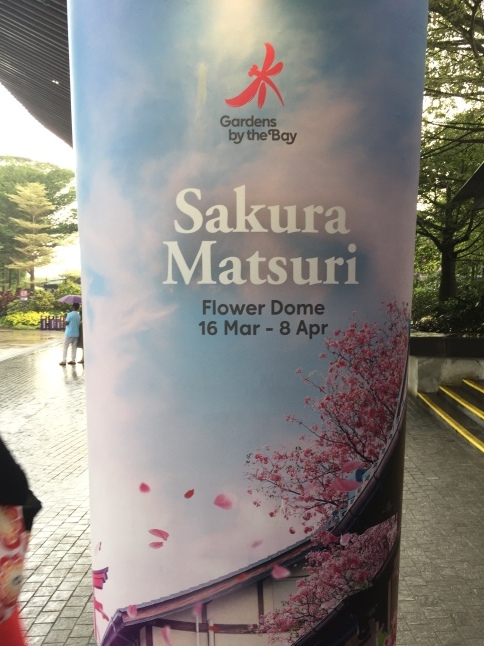 Gardens
by the Bay
Sakura
Matsuri
Flower Dome
16 Mar - 8 Apr